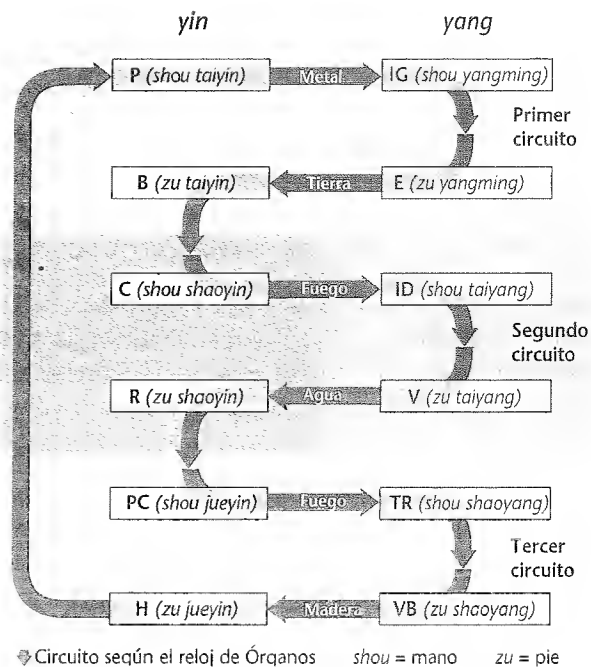 yin yang
P (shou taiyin) Metal IG (shou yangming)
Primer
circuito
B (zu taiyin) Tierra E (zu yangming)
C (shou shaoyin) Fuego ID (shou taiyang)
Segundo
circuito
R (zu shaoyin) Agua V (zu taiyang)
PC (shou jueyin) Fuego TR (shou shaoyang)
Tercer
circuito
H (zu jueyin) Madera VB (zu shaoyang)
Circuito según el reloj de Órganos shou = mano zu = pie